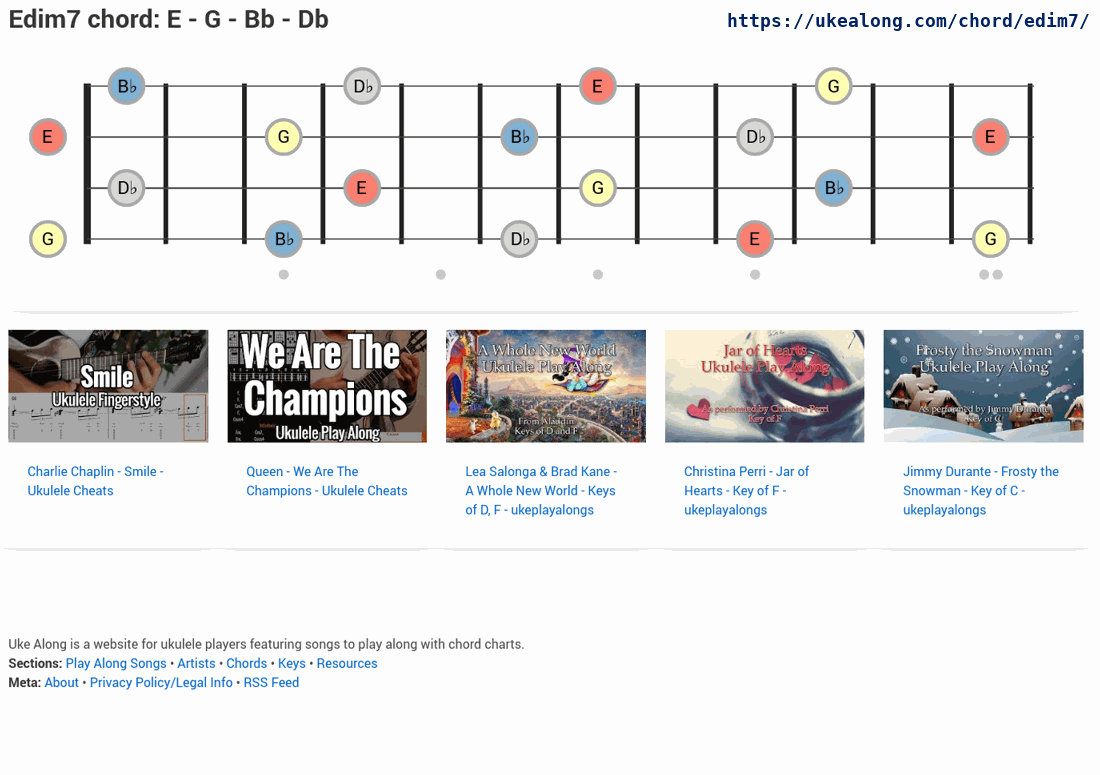 Edim7 chord: E - G - Bb - Db
https://ukealong.com/chord/edim7/
B♭ D♭ E G
E G B♭ D♭ E
D♭ E G B♭
G B♭ D♭ E G
Smile
Ukulele Fingerstyle
We Are The
Champions
Ukulele Play Along
A Whole New World
Ukulele Play Along
From Aladdin
Keys of D and F
Jar of Hearts
Ukulele Play Along
As performed by Christina Perri
Key of F
Frosty the Snowman
Ukulele Play Along
As performed by Jimmy Durante
Key of C
Charlie Chaplin - Smile -
Ukulele Cheats
Queen - We Are The
Champions - Ukulele Cheats
Lea Salonga & Brad Kane -
A Whole New World - Keys
of D, F - ukeplayalongs
Christina Perri - Jar of
Hearts - Key of F -
ukeplayalongs
Jimmy Durante - Frosty the
Snowman - Key of C -
ukeplayalongs
Uke Along is a website for ukulele players featuring songs to play along with chord charts.
Sections: Play Along Songs • Artists • Chords • Keys • Resources
Meta: About • Privacy Policy/Legal Info • RSS Feed